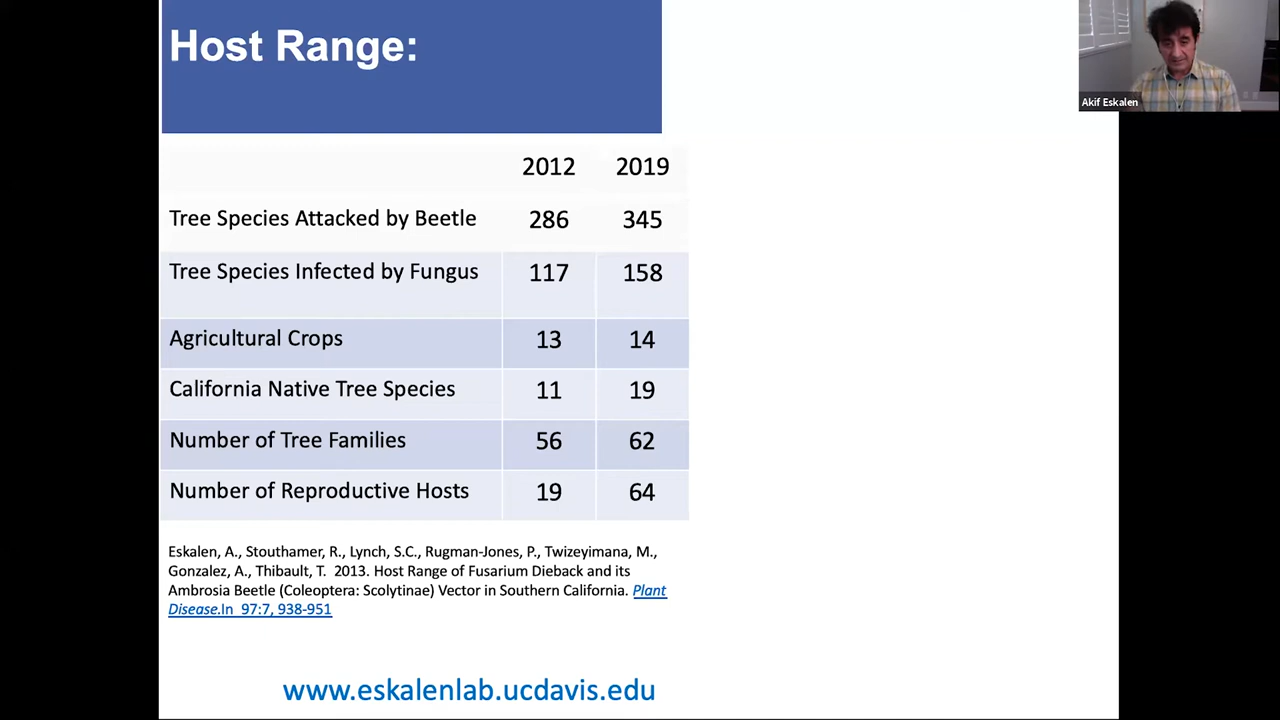 Host Range:
Akif Eskalen
2012 2019
Tree Species Attacked by Beetle 286 345
Tree Species Infected by Fungus 117 158
Agricultural Crops 13 14
California Native Tree Species 11 19
Number of Tree Families 56 62
Number of Reproductive Hosts 19 64
Eskalen, A., Stouthamer, R., Lynch, S.C., Rugman-Jones, P., Twizeyimana, M.,
Gonzalez, A., Thibault, T. 2013. Host Range of Fusarium Dieback and its
Ambrosia Beetle (Coleoptera: Scolytinae) Vector in Southern California. Plant
Disease.In 97:7, 938-951
www.eskalenlab.ucdavis.edu